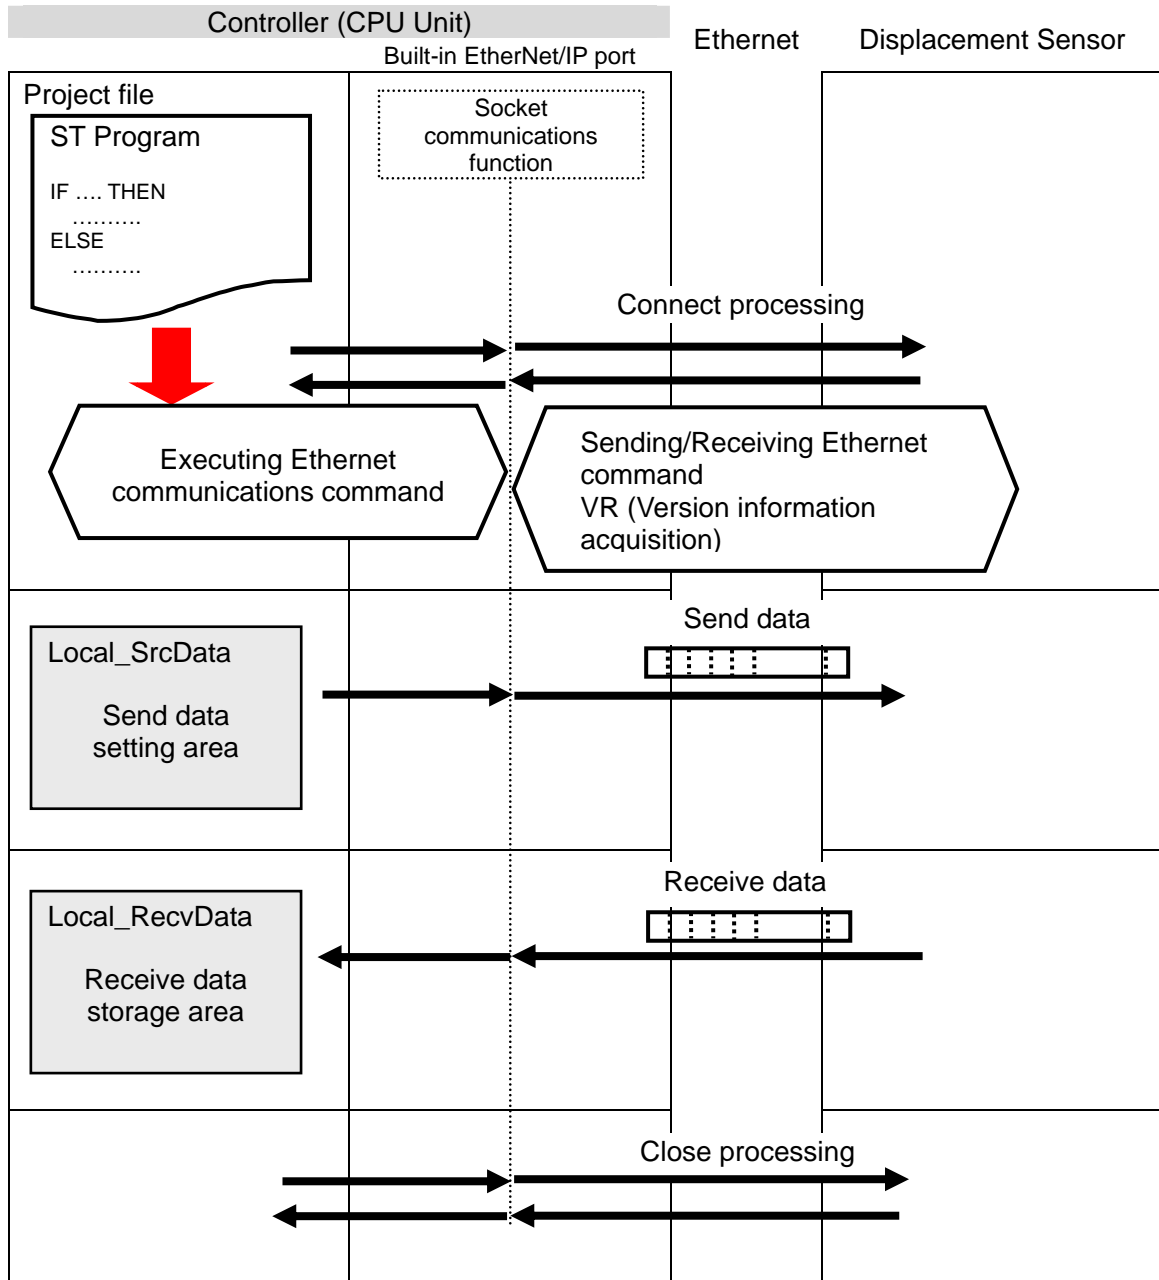 Controller (CPU Unit)
Ethernet
Displacement Sensor
Built-in EtherNet/IP port
Project file
ST Program
IF .... THEN
..........
ELSE
..........
Socket
communications
function
Connect processing
Executing Ethernet
communications command
Sending/Receiving Ethernet
command
VR (Version information
acquisition)
Send data
Local_SrcData
Send data
setting area
Receive data
Local_RecvData
Receive data
storage area
Close processing